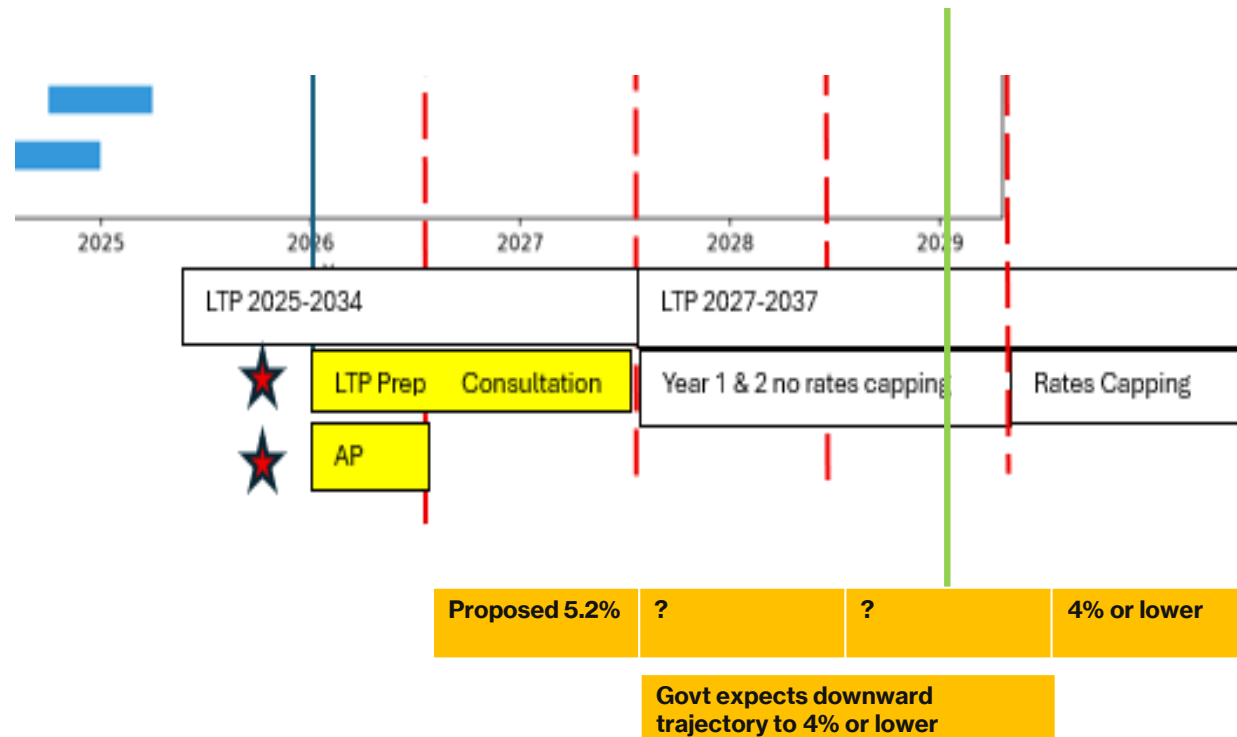 2025 2026 2027 2028 2029
LTP 2025-2034 LTP 2027-2037
LTP Prep Consultation Year 1 & 2 no rates capping Rates Capping
AP
Proposed 5.2% ? ? 4% or lower
Govt expects downward
trajectory to 4% or lower